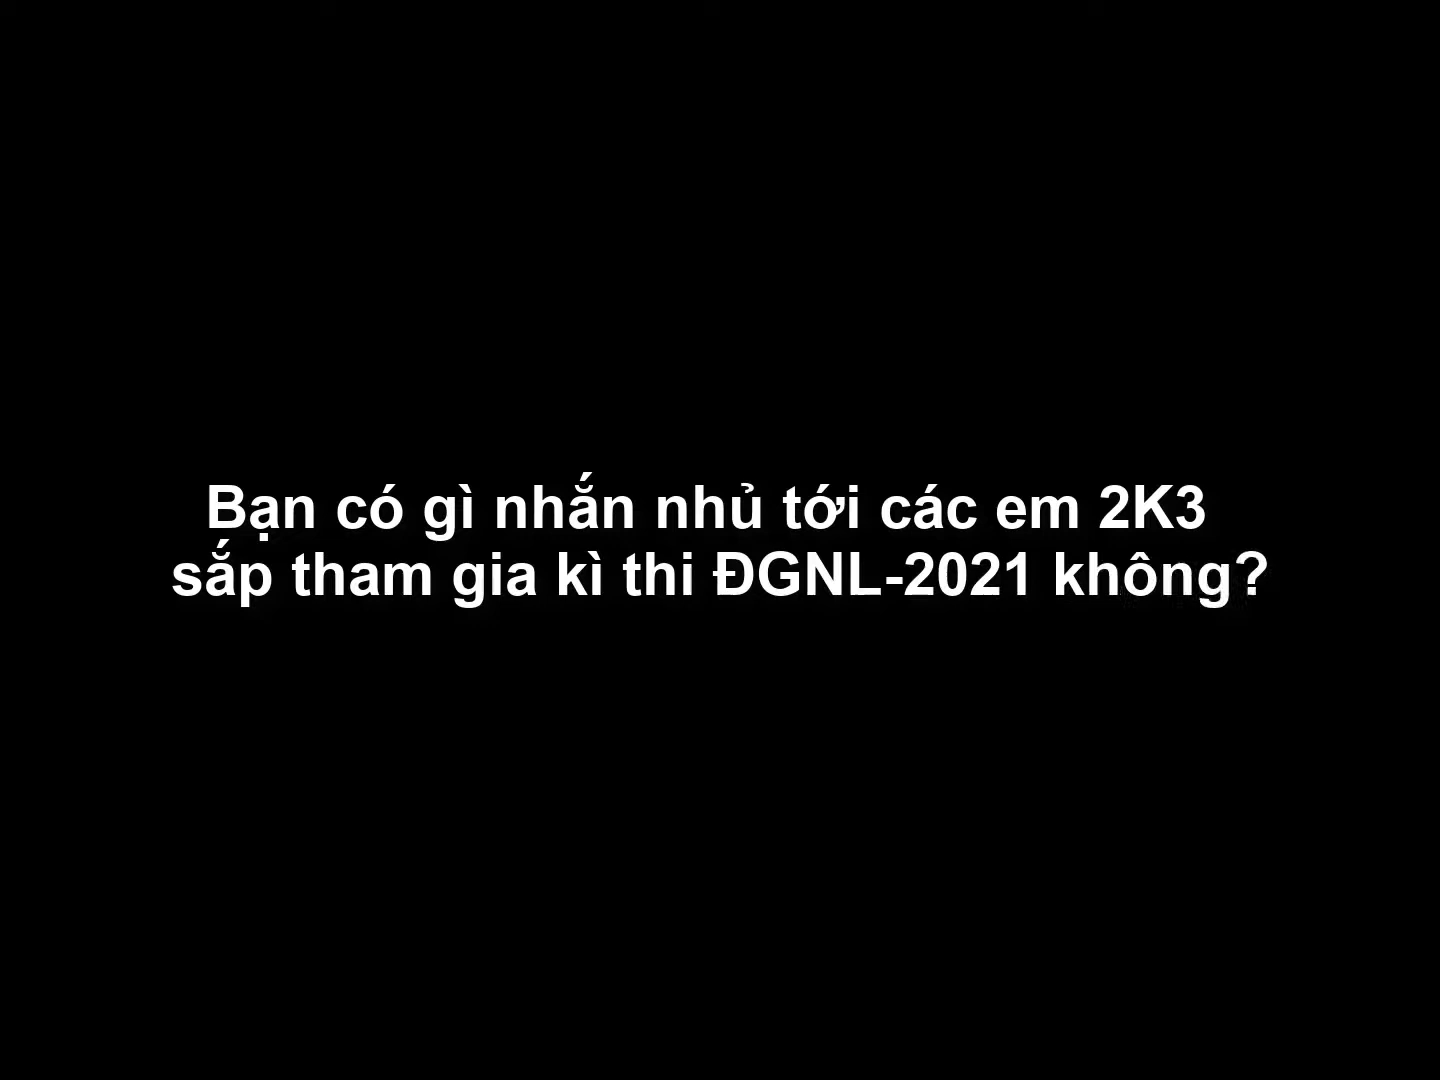 Bạn có gì nhắn nhủ tới các em 2K3
sắp tham gia kì thi ĐGNL-2021 không?